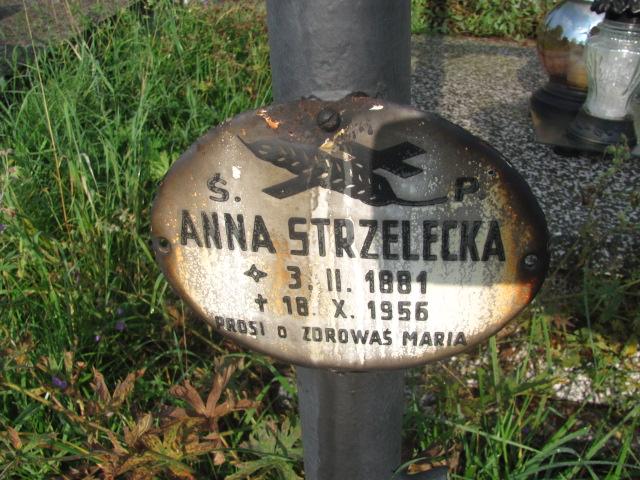 Ś. P.
ANNA STRZELECKA
3. II. 1881
✝ 18. X. 1956
PROSI O ZDROWAŚ MARIA